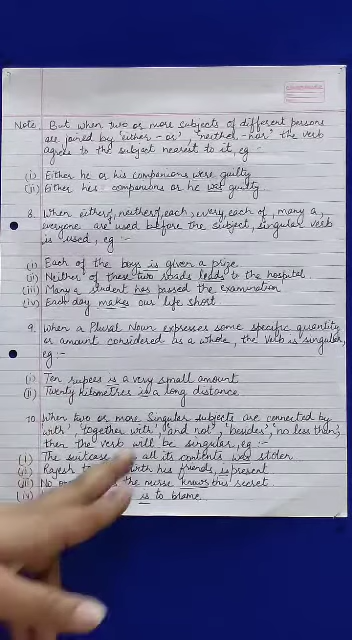 Note. But when two or more subjects of different persons
are joined by 'either - or', 'neither - nor' the verb
agrees to the subject nearest to it, eg :-
(i) Either he or his companions were guilty
(ii) Either his companions or he was guilty.
8. When either, neither, each, every, each of, many a,
everyone are used before the subject, singular verb
is used, eg :-
(i) Each of the boys is given a prize.
(ii) Neither of these two roads leads to the hospital.
(iii) Many a student has passed the examination
(iv) Each day makes our life short
9. When a Plural Noun expresses some specific quantity
or amount considered as a whole, the verb is singular,
eg :-
(i) Ten rupees is a very small amount
(ii) Twenty kilometres is a long distance.
10. When two or more Singular subjects are connected by
with', 'together with', 'and not', 'besides', 'no less than',
then the verb will be singular, eg :-
(i) The suitcase all its contents was stolen
Rajesh with his friends, is present
(iii) No the nurse knows this secret
(iv) is to blame.